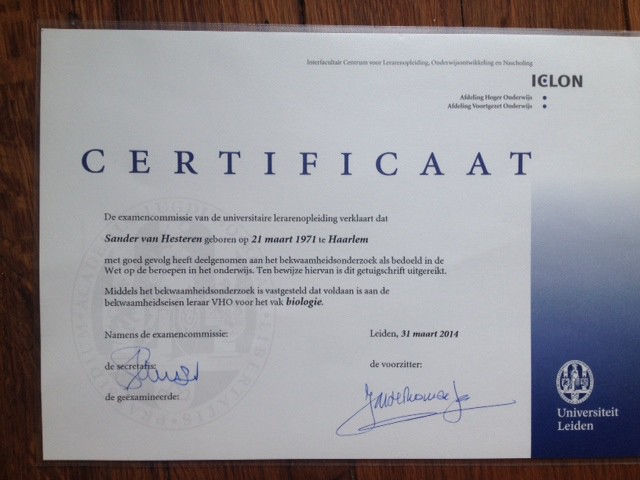 Interfacultair Centrum voor Lerarenopleiding, Onderwijsontwikkeling en Nascholing
ICLON
Afdeling Hoger Onderwijs
Afdeling Voortgezet Onderwijs
CERTIFICAAT
De examencommissie van de universitaire lerarenopleiding verklaart dat
Sander van Hesteren geboren op 21 maart 1971 te Haarlem
met goed gevolg heeft deelgenomen aan het bekwaamheidsonderzoek als bedoeld in de
Wet op de beroepen in het onderwijs. Ten bewijze hiervan is dit getuigschrift uitgereikt.
Middels het bekwaamheidsonderzoek is vastgesteld dat voldaan is aan de
bekwaamheidseisen leraar VHO voor het vak biologie.
Namens de examencommissie:
Leiden, 31 maart 2014
de secretaris:
de voorzitter:
de geëxamineerde:
Universiteit
Leiden